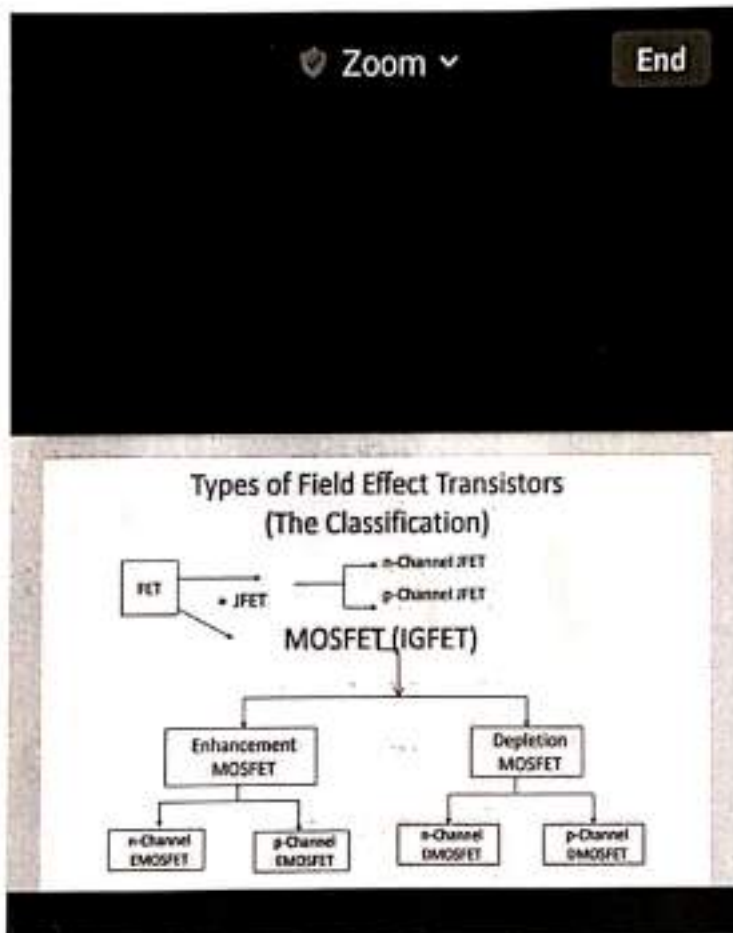 Zoom
End
Types of Field Effect Transistors
(The Classification)
FET
• JFET
n-Channel JFET
p-Channel JFET
MOSFET (IGFET)
Enhancement
MOSFET
Depletion
MOSFET
n-Channel
EMOSFET
p-Channel
EMOSFET
n-Channel
DMOSFET
p-Channel
DMOSFET